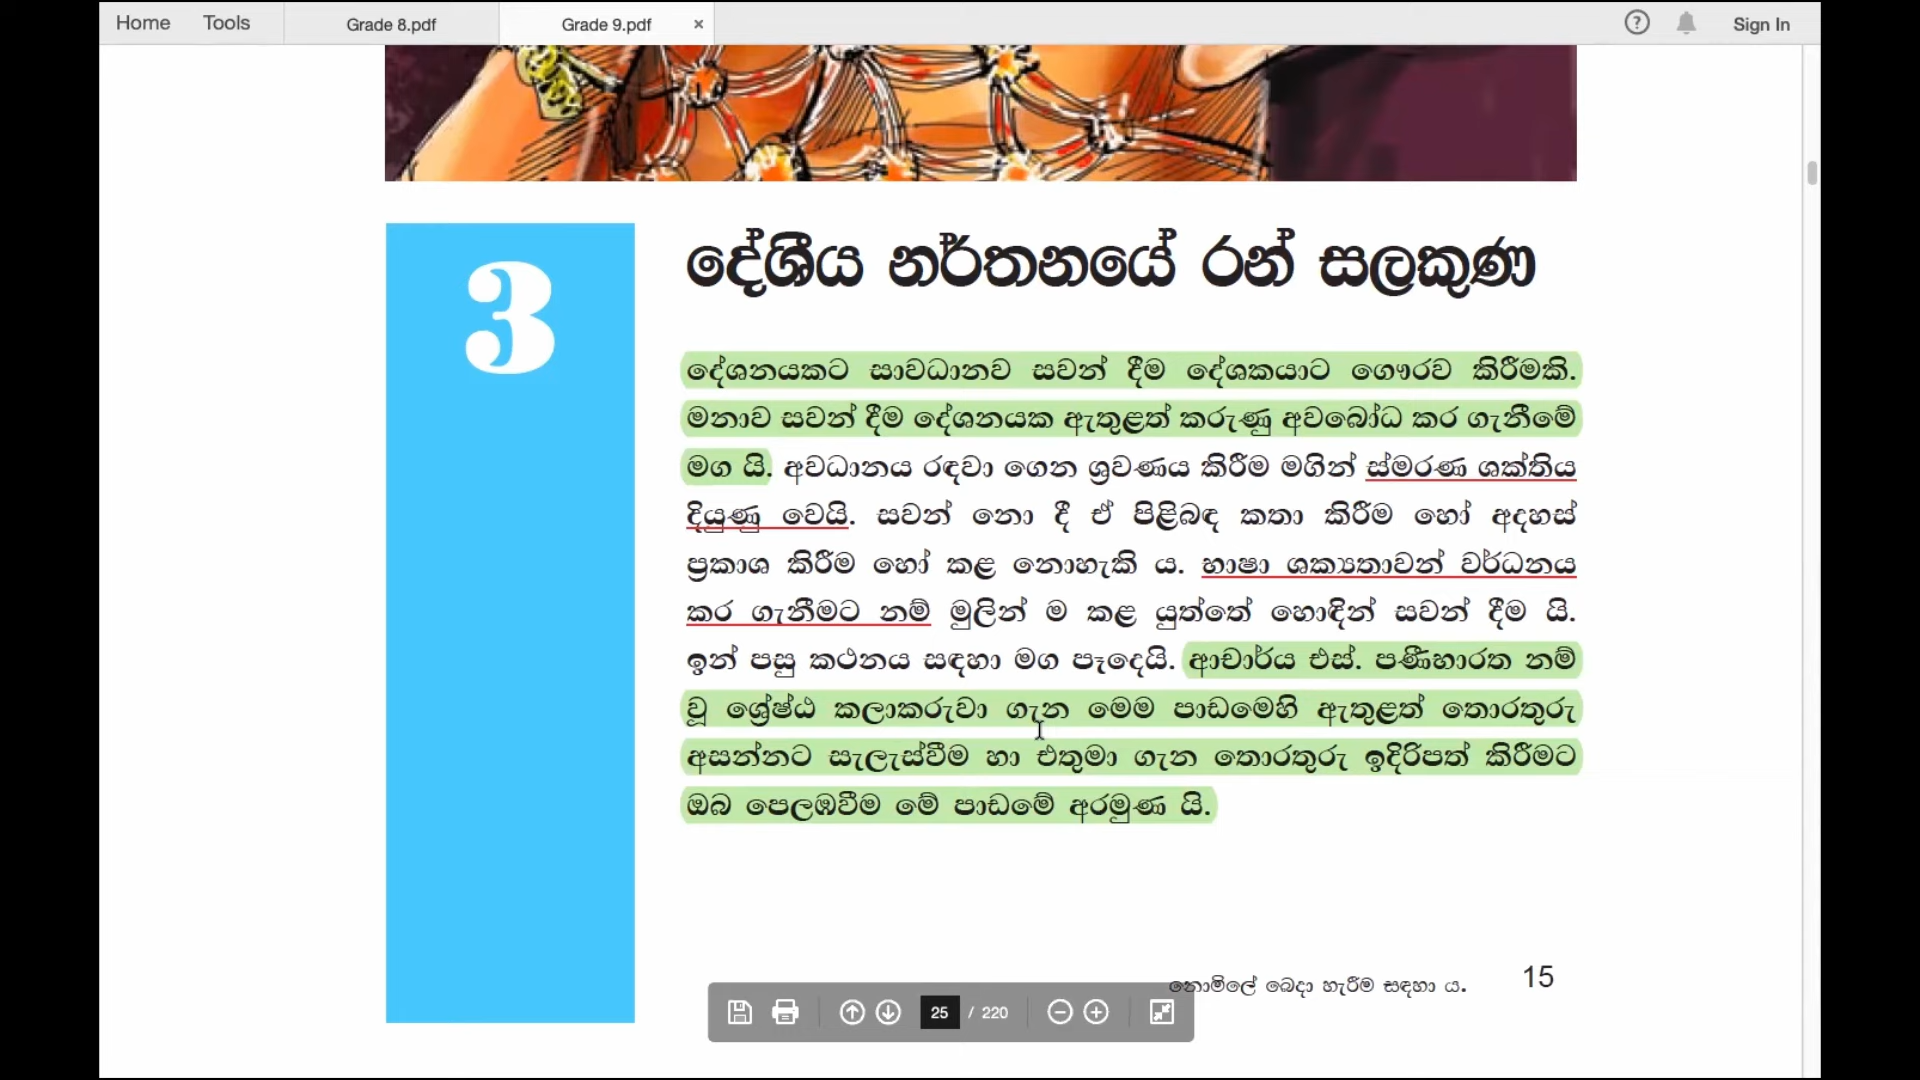 Home Tools Grade 8.pdf Grade 9.pdf × ? Sign In
3
දේශීය නර්තනයේ රන් සලකුණ
දේශනයකට සාවධානව සවන් දීම දේශකයාට ගෞරව කිරීමකි.
මනාව සවන් දීම දේශනයක ඇතුළත් කරුණු අවබෝධ කර ගැනීමේ
මග යි. අවධානය රඳවා ගෙන ශ්‍රවණය කිරීම මගින් ස්මරණ ශක්තිය
දියුණු වෙයි. සවන් නො දී ඒ පිළිබඳ කතා කිරීම හෝ අදහස්
ප්‍රකාශ කිරීම හෝ කළ නොහැකි ය. භාෂා ශක්‍යතාවන් වර්ධනය
කර ගැනීමට නම් මුලින් ම කළ යුත්තේ හොඳින් සවන් දීම යි.
ඉන් පසු කථනය සඳහා මග පෑදෙයි. ආචාර්ය එස්. පණීභාරත නම්
වූ ශ්‍රේෂ්ඨ කලාකරුවා ගැන මෙම පාඩමෙහි ඇතුළත් තොරතුරු
අසන්නට සැලැස්වීම හා එතුමා ගැන තොරතුරු ඉදිරිපත් කිරීමට
ඔබ පෙලඹවීම මේ පාඩමේ අරමුණ යි.
නොමිලේ බෙදා හැරීම සඳහා ය. 15
25 / 220